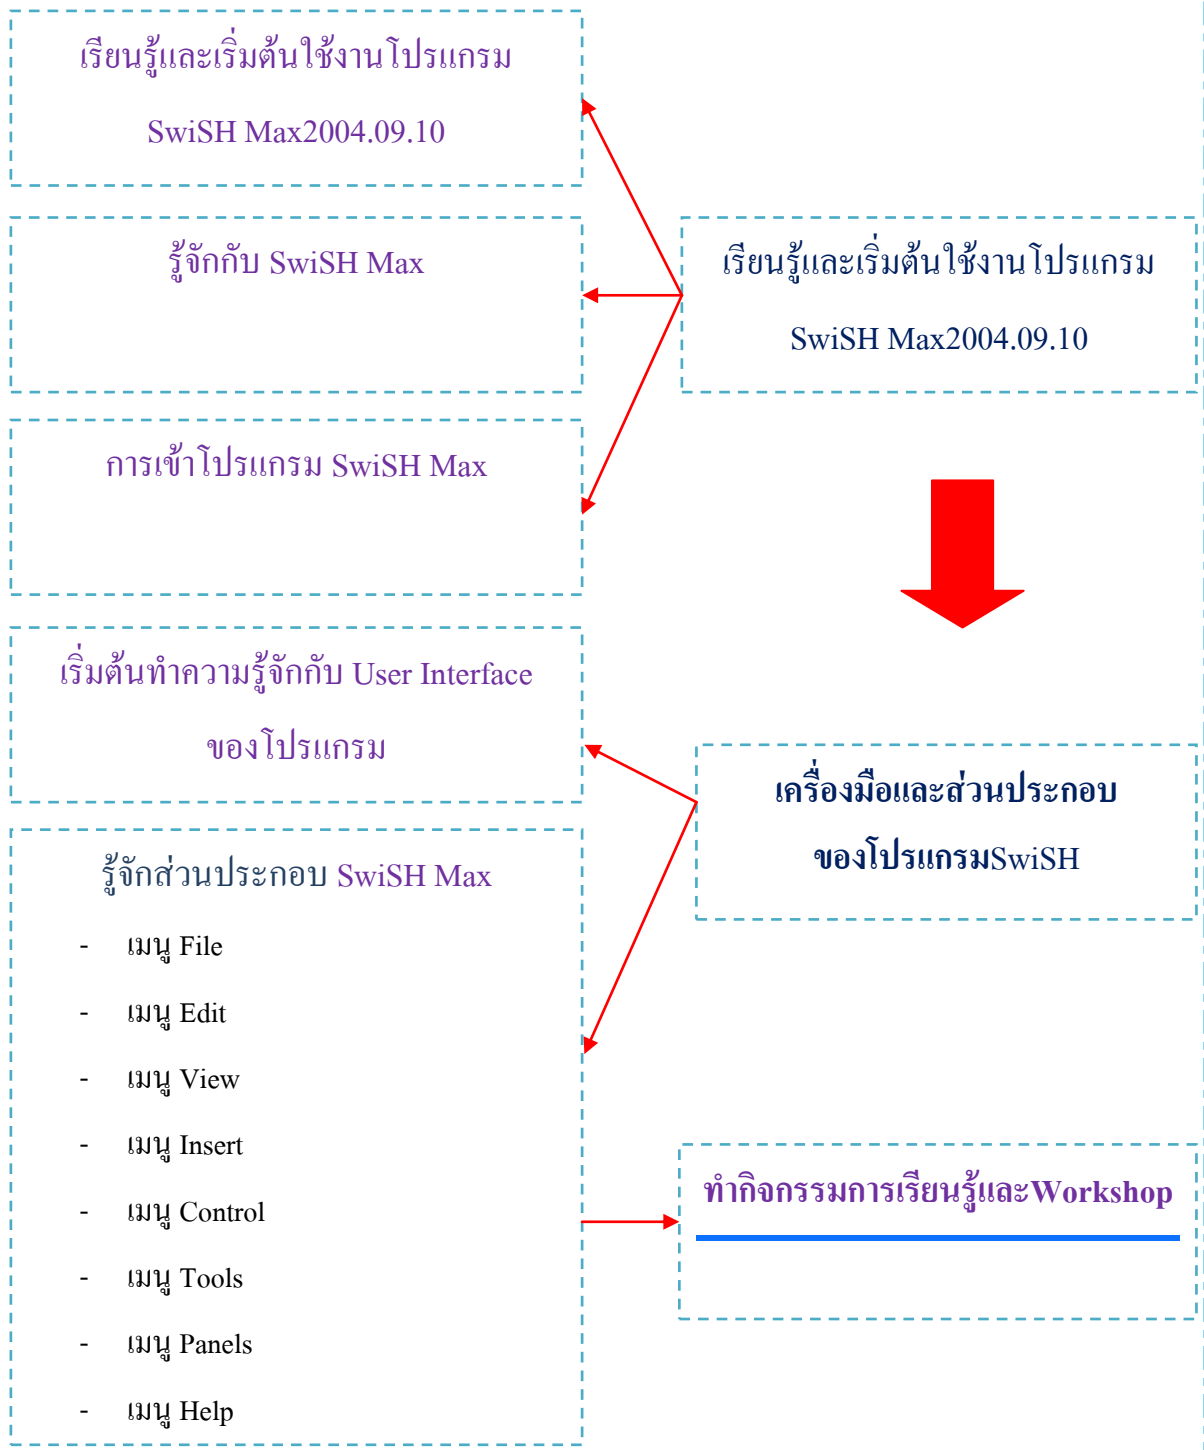 เรียนรู้และเริ่มต้นใช้งานโปรแกรม
SwiSH Max2004.09.10
รู้จักกับ SwiSH Max
เรียนรู้และเริ่มต้นใช้งานโปรแกรม
SwiSH Max2004.09.10
การเข้าโปรแกรม SwiSH Max
เริ่มต้นทำความรู้จักกับ User Interface
ของโปรแกรม
เครื่องมือและส่วนประกอบ
ของโปรแกรมSwiSH
รู้จักส่วนประกอบ SwiSH Max
- เมนู File
- เมนู Edit
- เมนู View
- เมนู Insert
- เมนู Control
- เมนู Tools
- เมนู Panels
- เมนู Help
ทำกิจกรรมการเรียนรู้และWorkshop